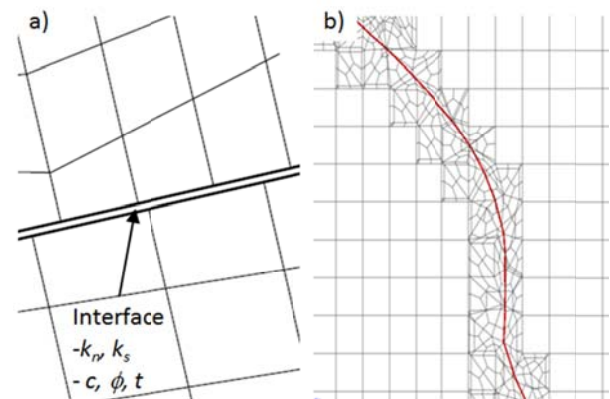 a)
b)
Interface
-kₙ, kₛ
- c, ϕ, t